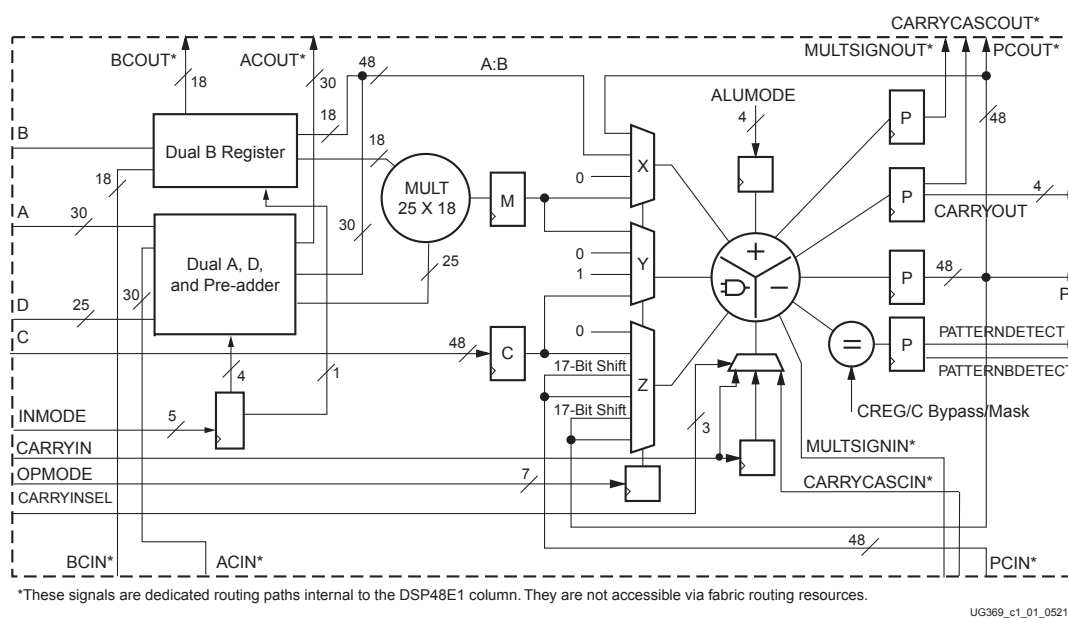 CARRYCASCOUT*
MULTSIGNOUT* PCOUT*
BCOUT* ACOUT*
18 30 48 A:B
ALUMODE
4
48
B
18
18
P
Dual B Register
18
X
MULT
25 X 18
0
M
P
4
CARRYOUT
A
30
30
Dual A, D,
and Pre-adder
25
0
1
Y
+
–
P
48
P
D
25
30
C
48
C
0
17-Bit Shift
17-Bit Shift
Z
=
P
PATTERNDETECT
PATTERNBDETECT
4
1
INMODE
5
3
CREG/C Bypass/Mask
CARRYIN
MULTSIGNIN*
OPMODE
7
CARRYCASCIN*
CARRYINSEL
48
BCIN* ACIN* PCIN*
*These signals are dedicated routing paths internal to the DSP48E1 column. They are not accessible via fabric routing resources.
UG369_c1_01_0521